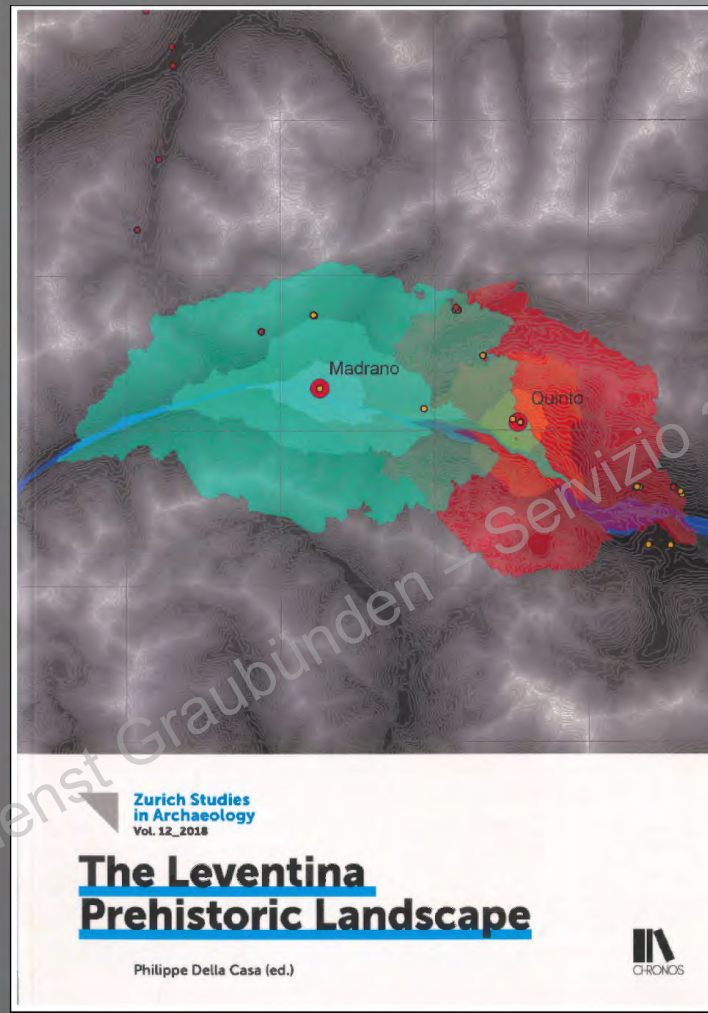 Madrano
Quinto
dienst Graubünden – Servizio
Zurich Studies
in Archaeology
Vol. 12_2018
The Leventina
Prehistoric Landscape
Philippe Della Casa (ed.)
CHRONOS